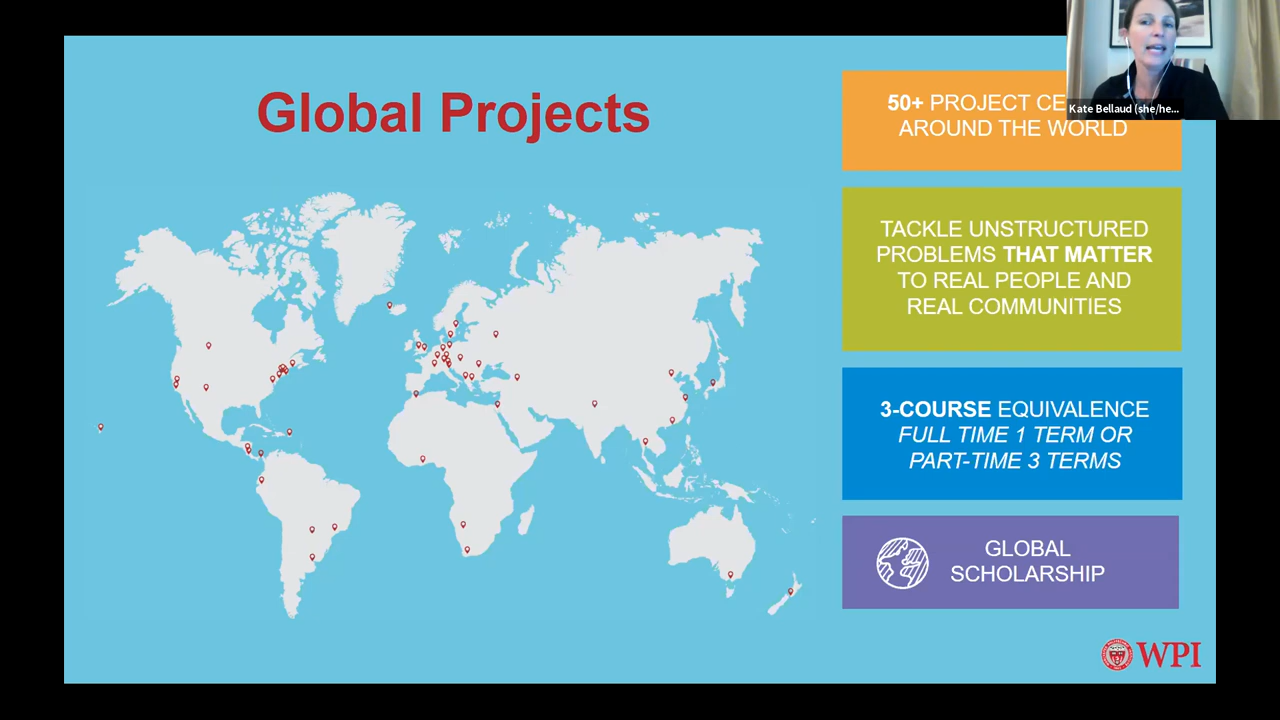 Global Projects
50+ PROJECT CE
AROUND THE WORLD
Kate Bellaud (she/he...
TACKLE UNSTRUCTURED
PROBLEMS THAT MATTER
TO REAL PEOPLE AND
REAL COMMUNITIES
3-COURSE EQUIVALENCE
FULL TIME 1 TERM OR
PART-TIME 3 TERMS
GLOBAL
SCHOLARSHIP
WPI